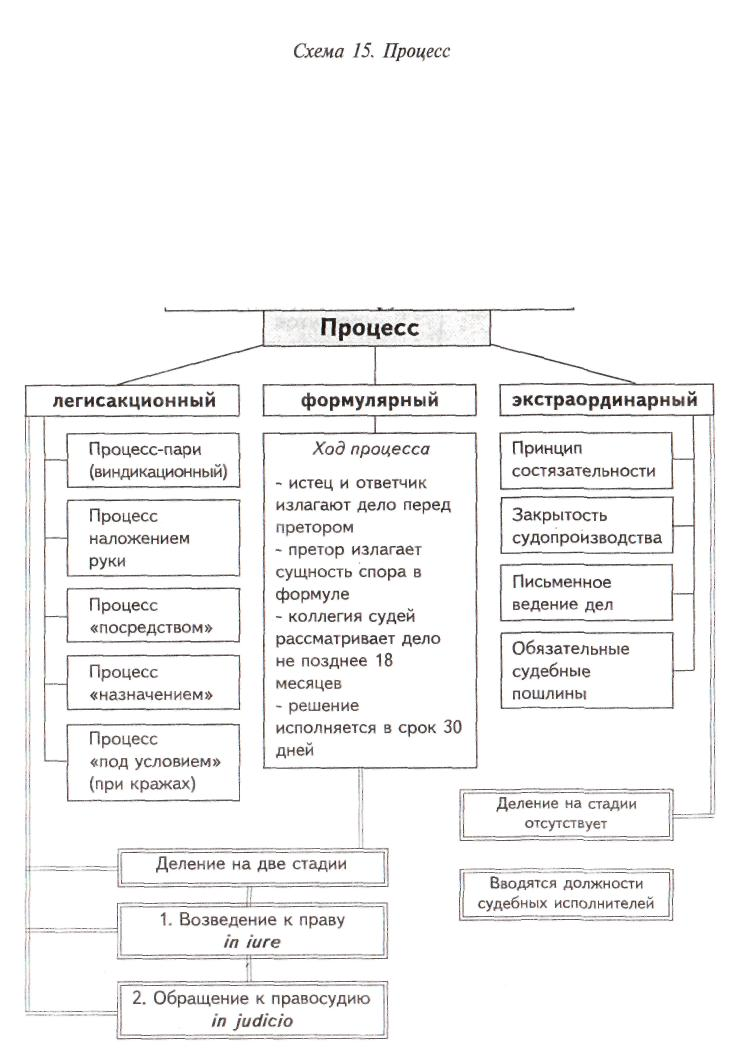 Схема 15. Процесс
Процесс
легисакционный
формулярный
экстраординарный
Процесс-пари
(виндикационный)
Процесс
наложением
руки
Процесс
«посредством»
Процесс
«назначением»
Процесс
«под условием»
(при кражах)
Ход процесса
~ истец и ответчик
излагают дело перед
претором
~ претор излагает
сущность спора в
формуле
~ коллегия судей
рассматривает дело
не позднее 18
месяцев
~ решение
исполняется в срок 30
дней
Принцип
состязательности
Закрытость
судопроизводства
Письменное
ведение дел
Обязательные
судебные
пошлины
Деление на стадии
отсутствует
Вводятся должности
судебных исполнителей
Деление на две стадии
1. Возведение к праву
in iure
2. Обращение к правосудию
in judicio